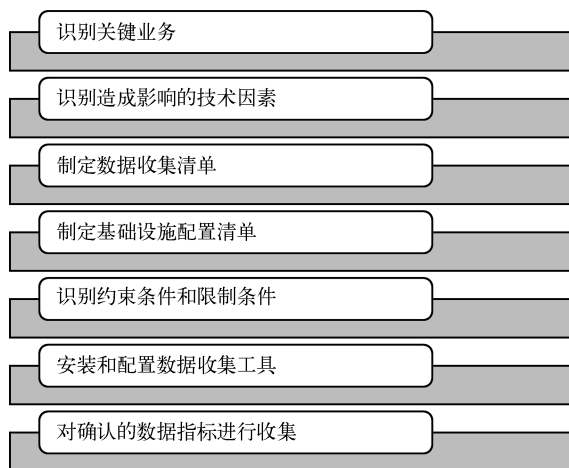 识别关键业务
识别造成影响的技术因素
制定数据收集清单
制定基础设施配置清单
识别约束条件和限制条件
安装和配置数据收集工具
对确认的数据指标进行收集